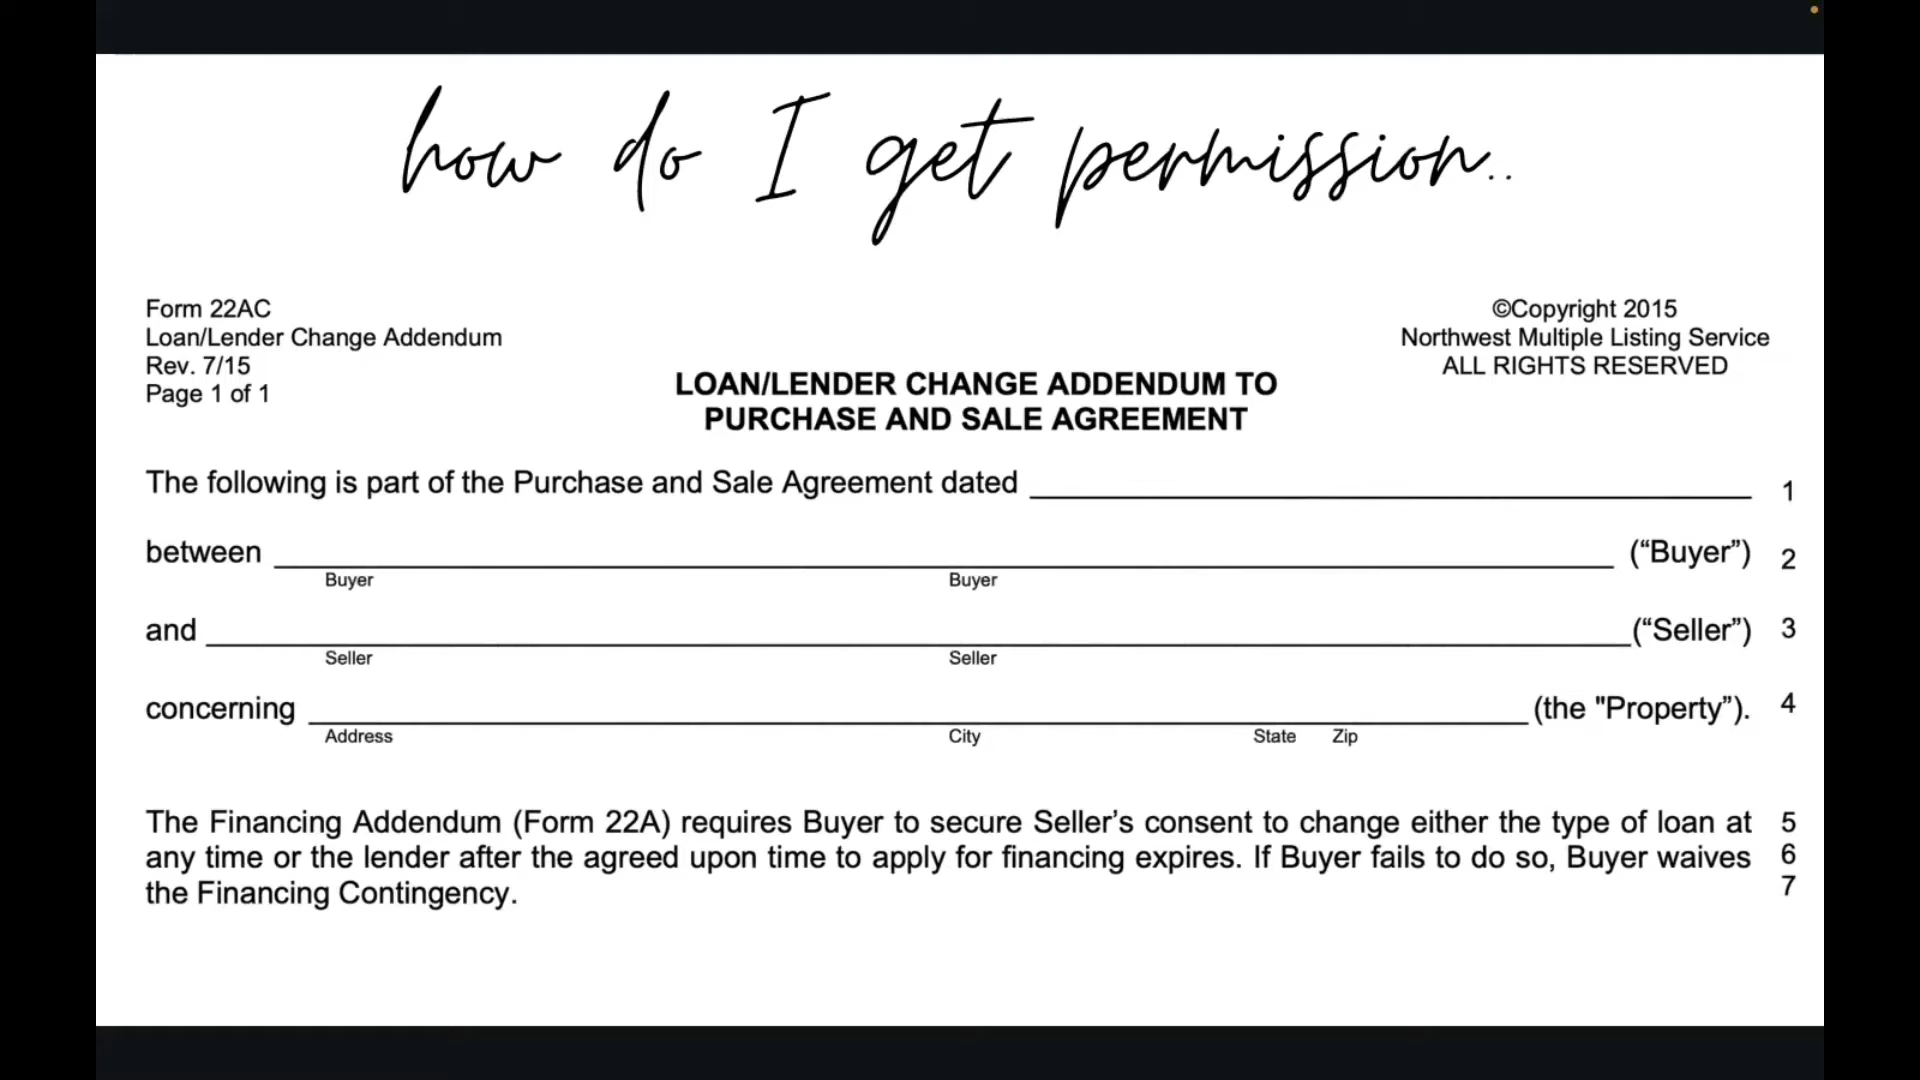 how do I get permission..
Form 22AC
Loan/Lender Change Addendum
Rev. 7/15
Page 1 of 1
©Copyright 2015
Northwest Multiple Listing Service
ALL RIGHTS RESERVED
LOAN/LENDER CHANGE ADDENDUM TO
PURCHASE AND SALE AGREEMENT
The following is part of the Purchase and Sale Agreement dated 1
between (“Buyer”) 2
Buyer Buyer
and (“Seller”) 3
Seller Seller
concerning (the "Property”). 4
Address City State Zip
The Financing Addendum (Form 22A) requires Buyer to secure Seller’s consent to change either the type of loan at 5
any time or the lender after the agreed upon time to apply for financing expires. If Buyer fails to do so, Buyer waives 6
the Financing Contingency. 7